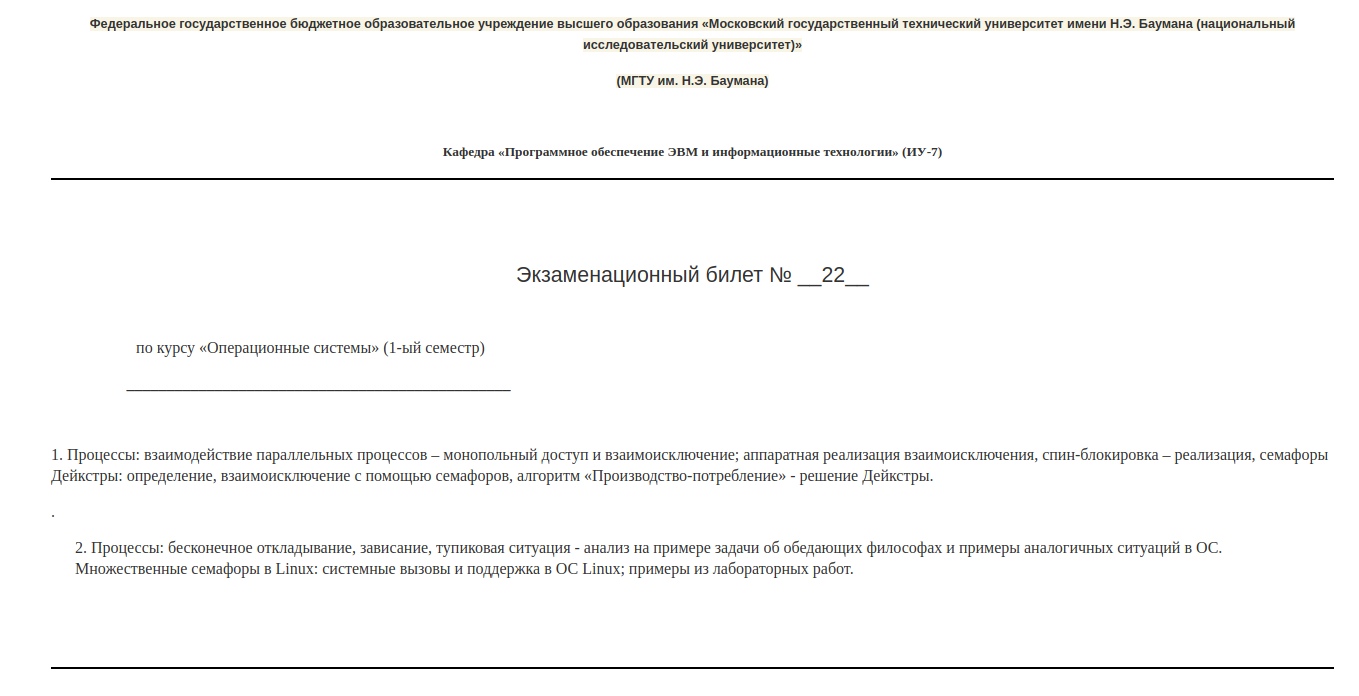 Федеральное государственное бюджетное образовательное учреждение высшего образования «Московский государственный технический университет имени Н.Э. Баумана (национальный
исследовательский университет)»
(МГТУ им. Н.Э. Баумана)
Кафедра «Программное обеспечение ЭВМ и информационные технологии» (ИУ-7)
Экзаменационный билет № __22__
по курсу «Операционные системы» (1-ый семестр)
________________________________________________
1. Процессы: взаимодействие параллельных процессов – монопольный доступ и взаимоисключение; аппаратная реализация взаимоисключения, спин-блокировка – реализация, семафоры
Дейкстры: определение, взаимоисключение с помощью семафоров, алгоритм «Производство-потребление» - решение Дейкстры.
.
2. Процессы: бесконечное откладывание, зависание, тупиковая ситуация - анализ на примере задачи об обедающих философах и примеры аналогичных ситуаций в ОС.
Множественные семафоры в Linux: системные вызовы и поддержка в ОС Linux; примеры из лабораторных работ.